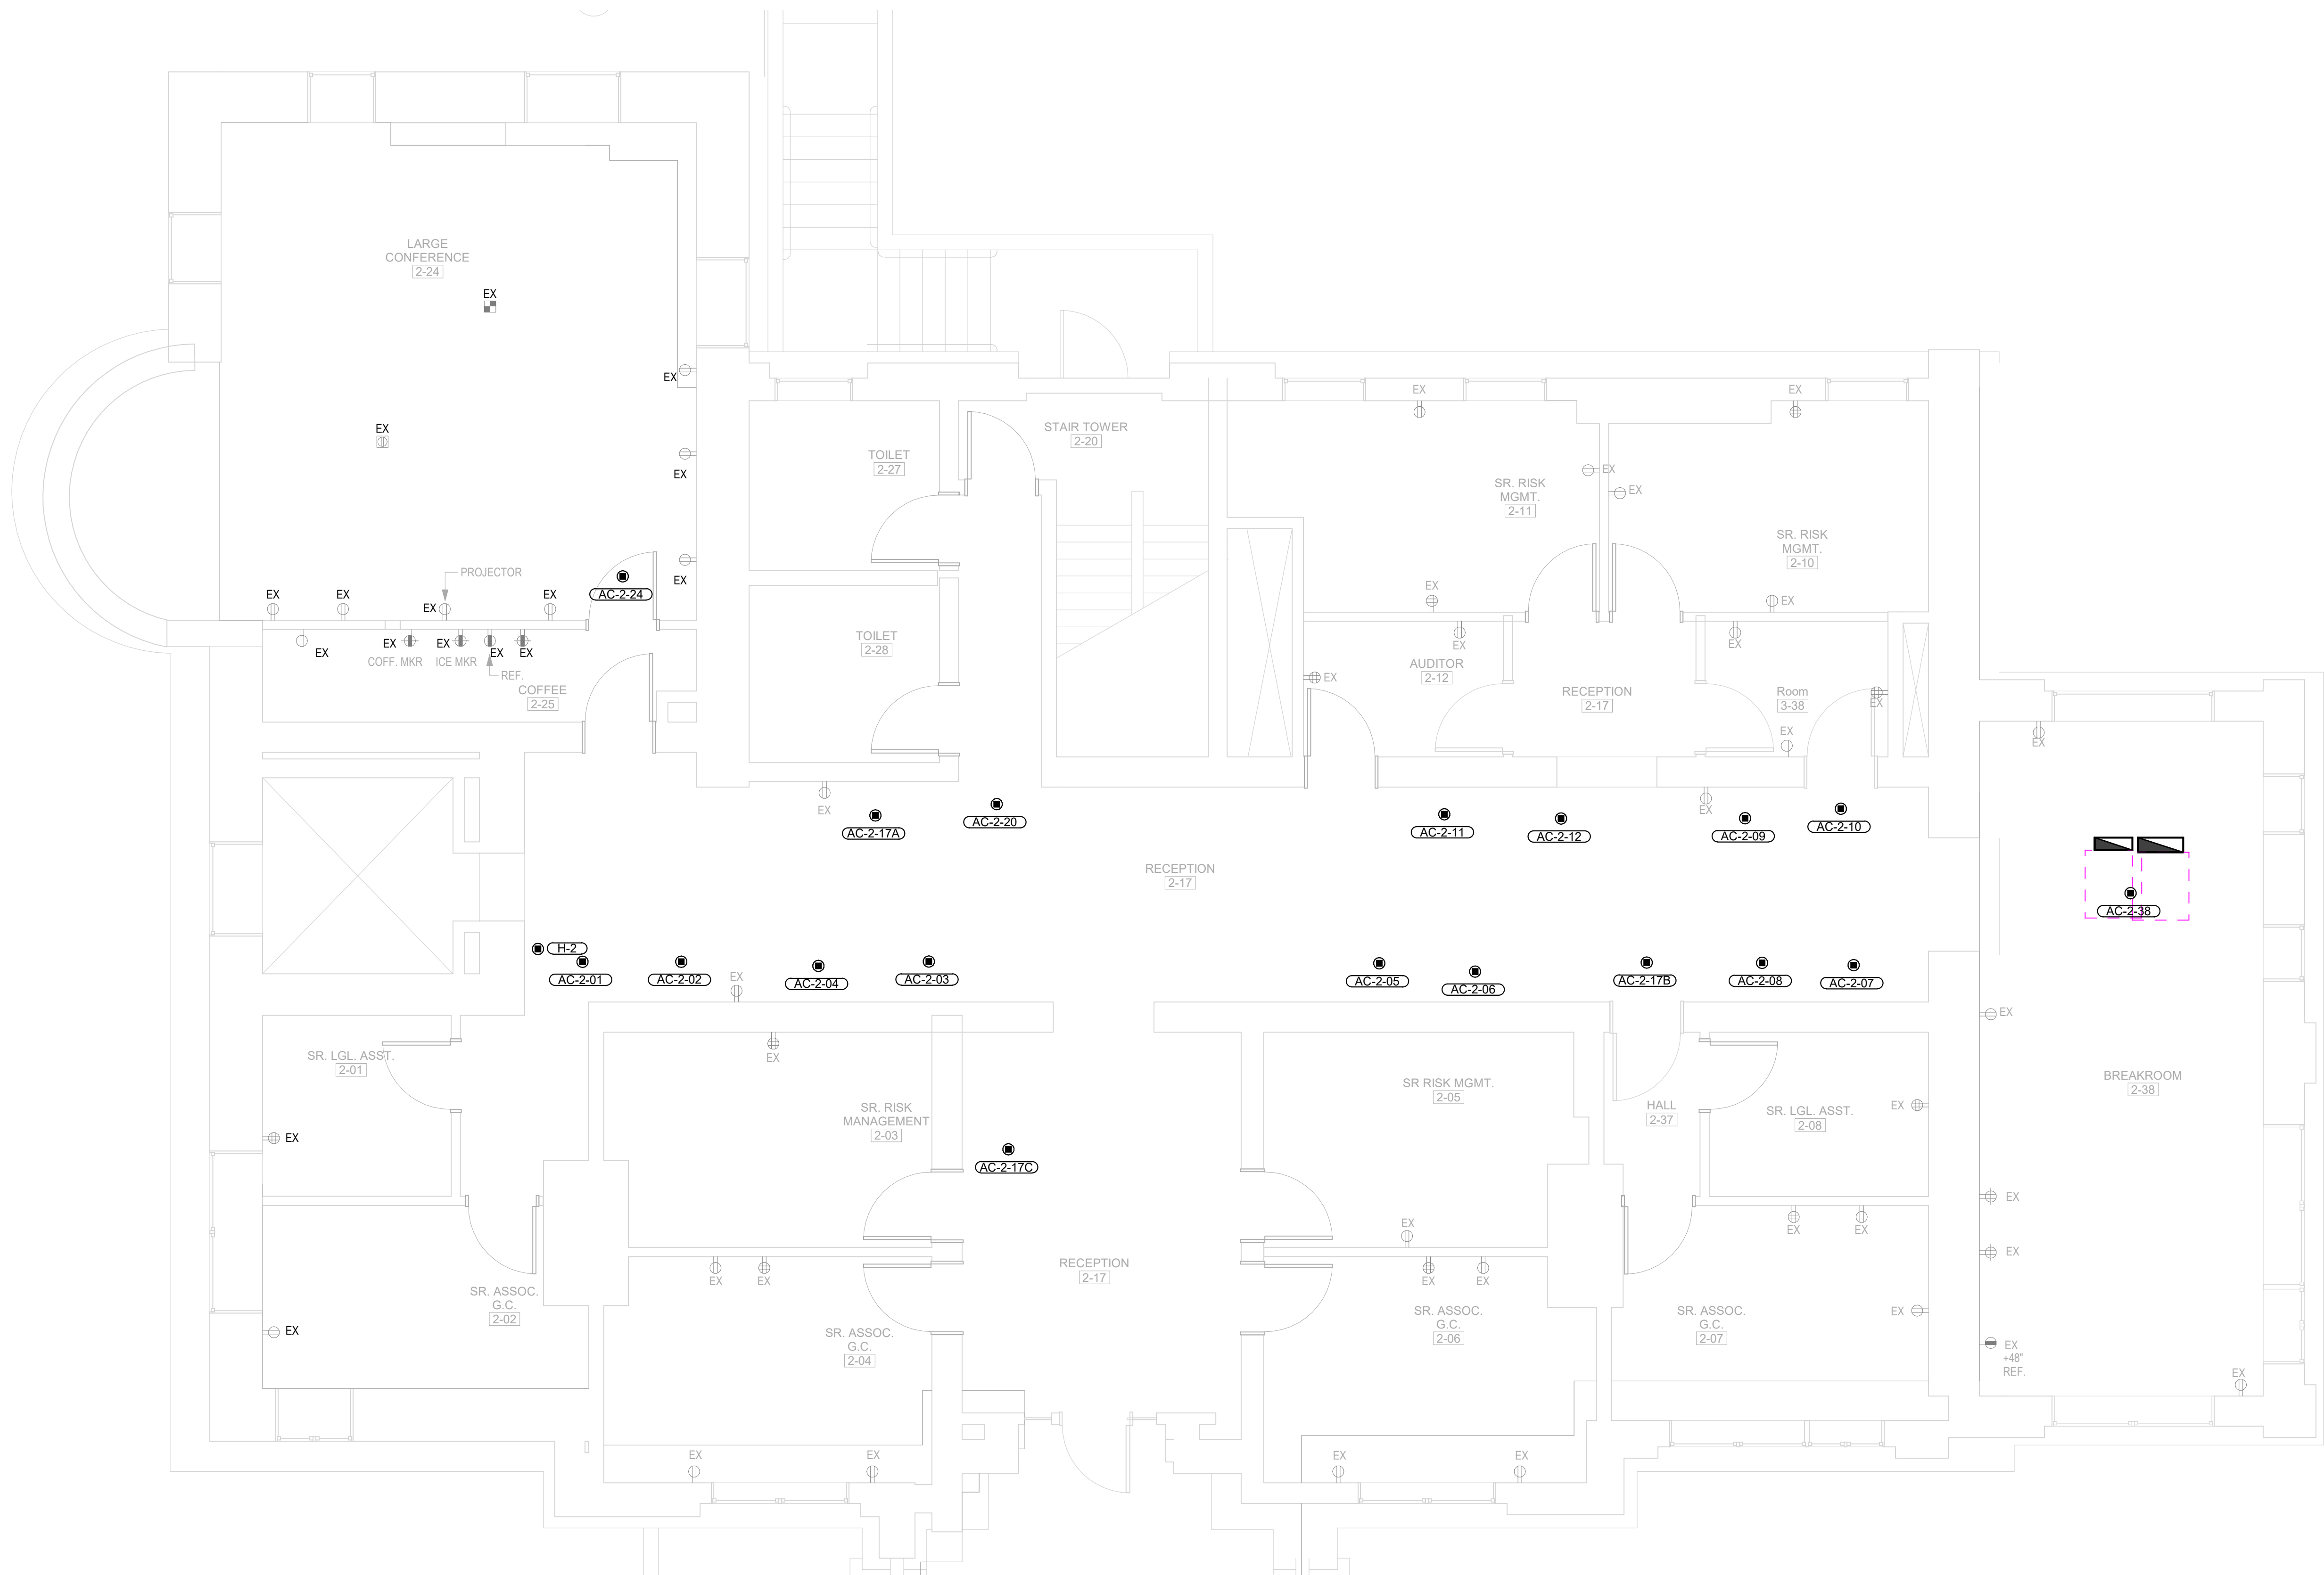 LARGE
CONFERENCE
2-24
EX
EX
EX
EX
EX
EX
EX
EX
EX
PROJECTOR
AC-2-24
EX
EX
EX
EX
EX
COFF. MKR
ICE MKR
REF.
COFFEE
2-25
TOILET
2-27
TOILET
2-28
STAIR TOWER
2-20
EX
EX
SR. RISK
MGMT.
2-11
EX
EX
SR. RISK
MGMT.
2-10
EX
EX
EX
EX
EX
AUDITOR
2-12
RECEPTION
2-17
Room
3-38
EX
EX
EX
EX
EX
EX
AC-2-17A
AC-2-20
AC-2-11
AC-2-12
AC-2-09
AC-2-10
RECEPTION
2-17
AC-2-38
H-2
AC-2-01
AC-2-02
EX
AC-2-04
AC-2-03
AC-2-05
AC-2-06
AC-2-17B
AC-2-08
AC-2-07
EX
SR. LGL. ASST.
2-01
EX
SR. RISK
MANAGEMENT
2-03
SR RISK MGMT.
2-05
HALL
2-37
SR. LGL. ASST.
2-08
EX
BREAKROOM
2-38
EX
AC-2-17C
EX
EX
EX
EX
EX
EX
EX
RECEPTION
2-17
EX
EX
SR. ASSOC.
G.C.
2-02
EX
SR. ASSOC.
G.C.
2-04
SR. ASSOC.
G.C.
2-06
SR. ASSOC.
G.C.
2-07
EX
EX
+48"
REF.
EX
EX
EX
EX
EX